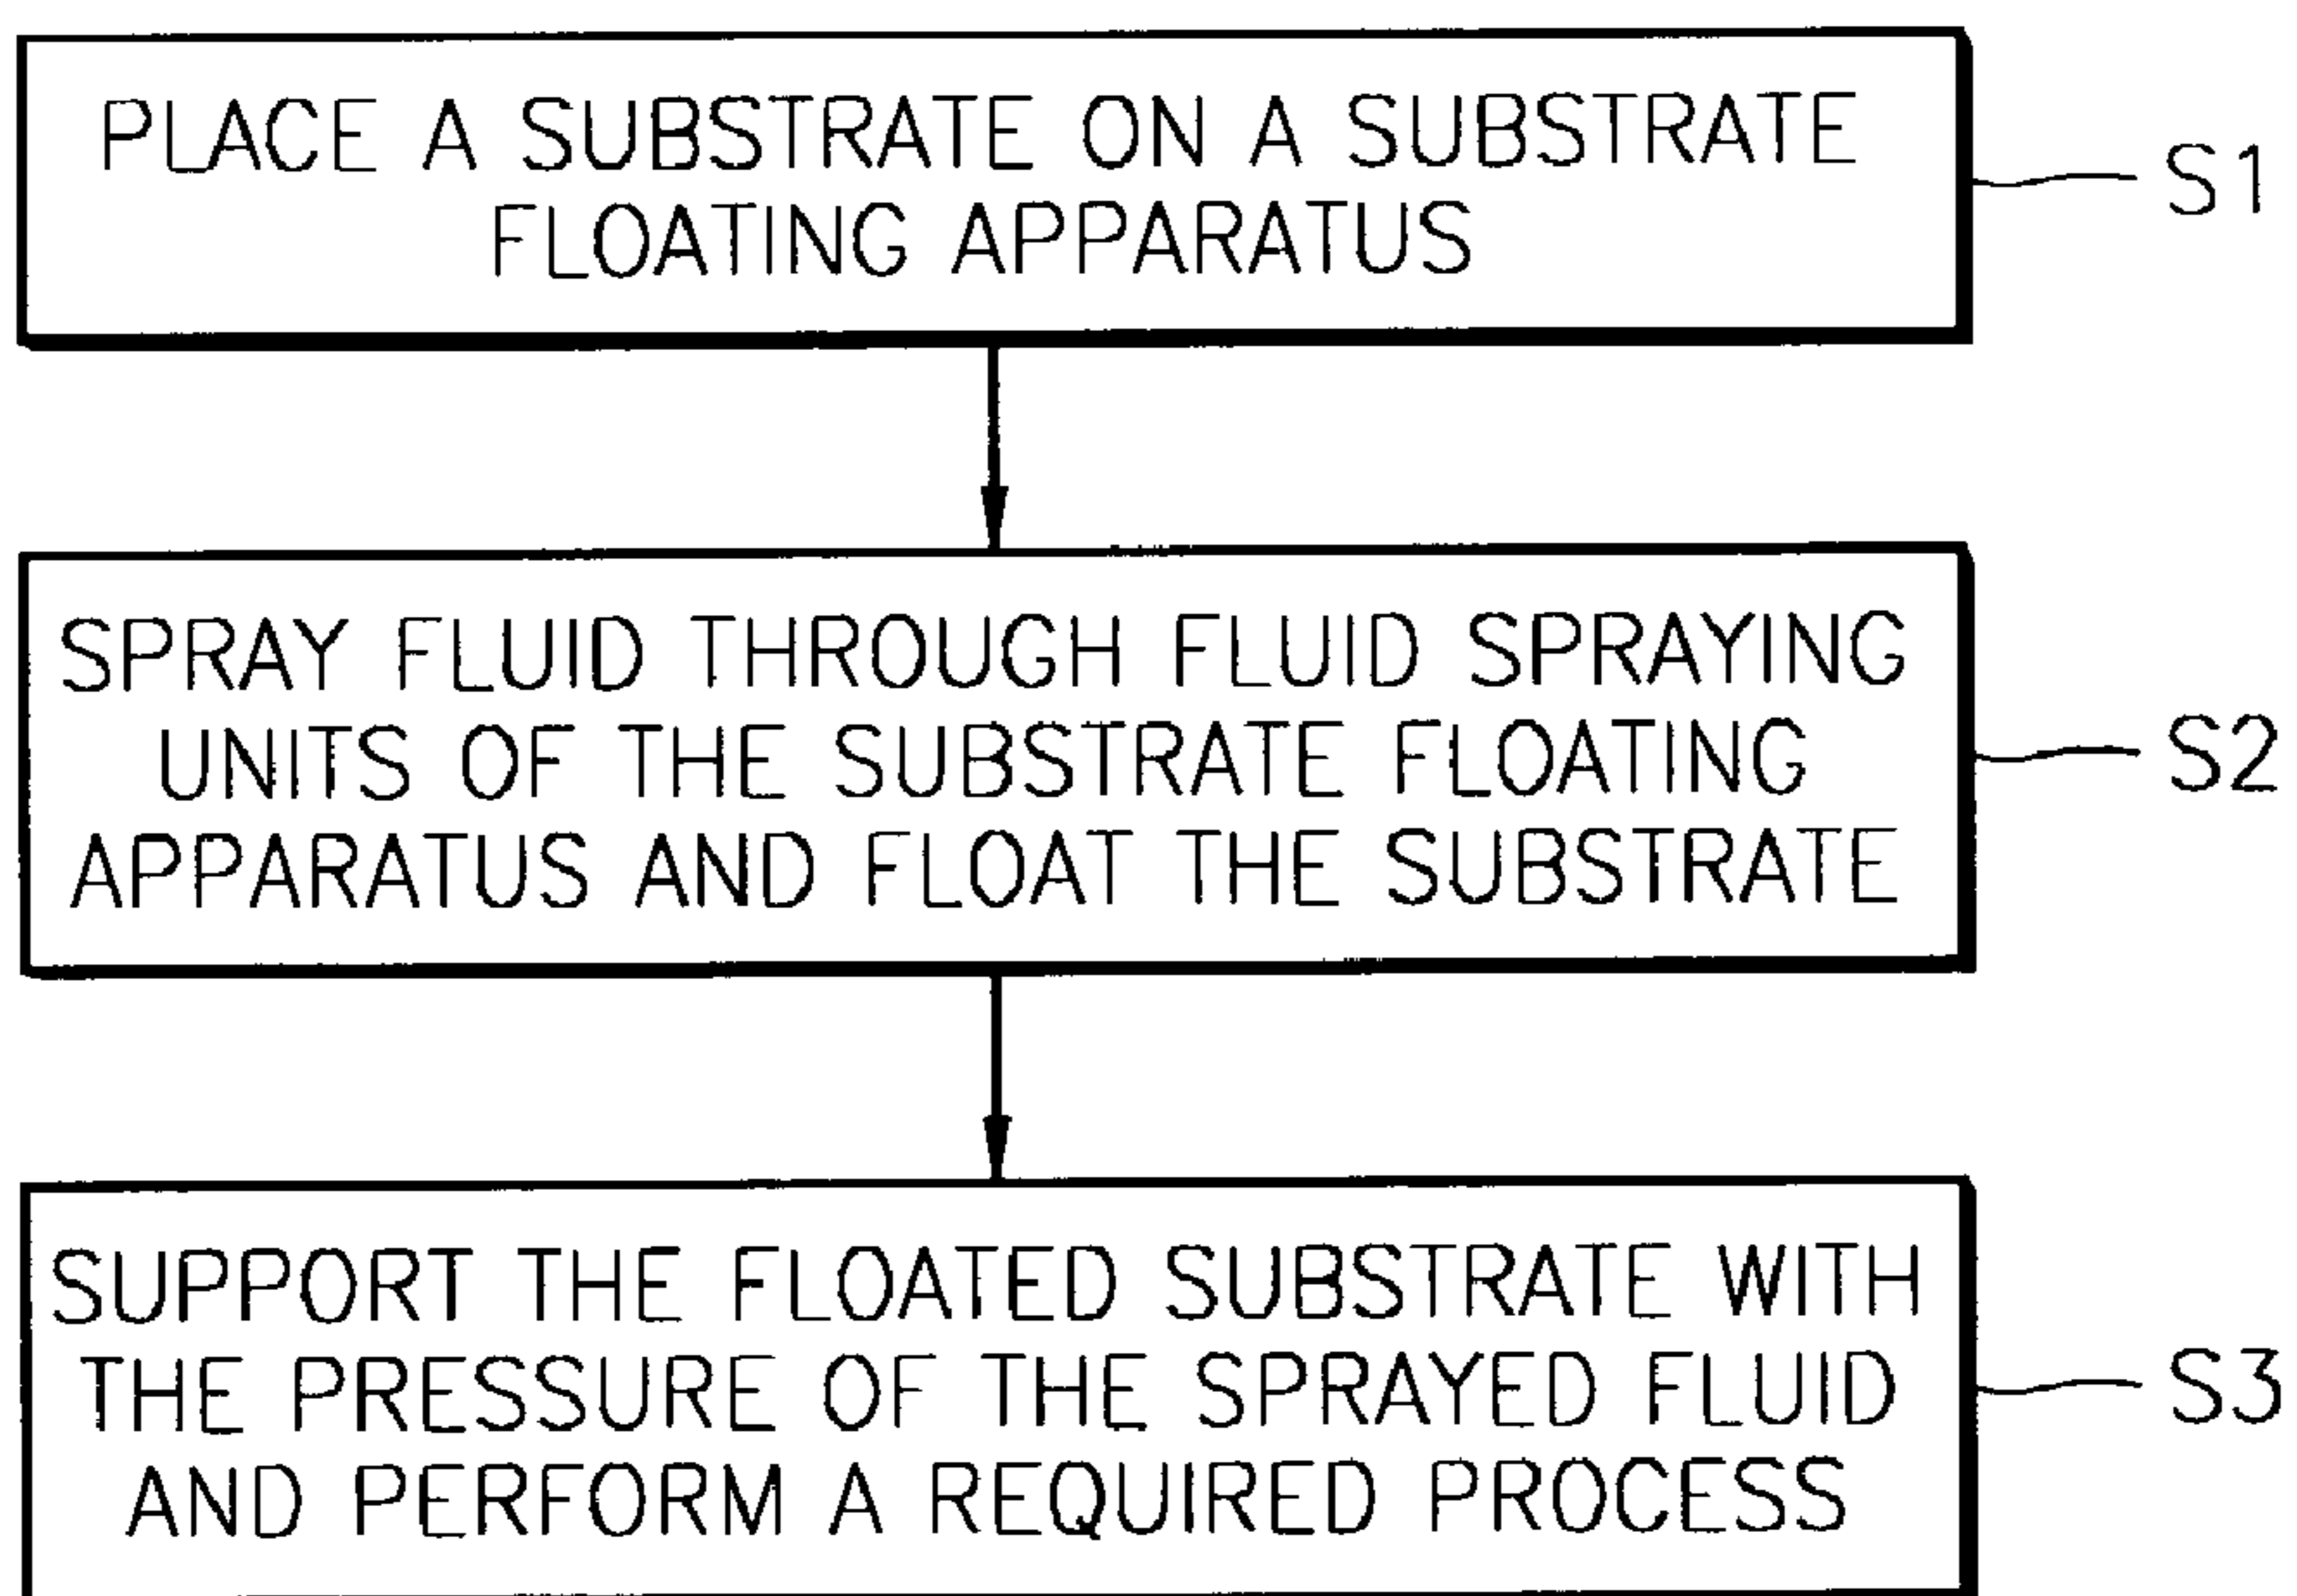 PLACE A SUBSTRATE ON A SUBSTRATE
FLOATING APPARATUS
S1
SPRAY FLUID THROUGH FLUID SPRAYING
UNITS OF THE SUBSTRATE FLOATING
APPARATUS AND FLOAT THE SUBSTRATE
S2
SUPPORT THE FLOATED SUBSTRATE WITH
THE PRESSURE OF THE SPRAYED FLUID
AND PERFORM A REQUIRED PROCESS
S3